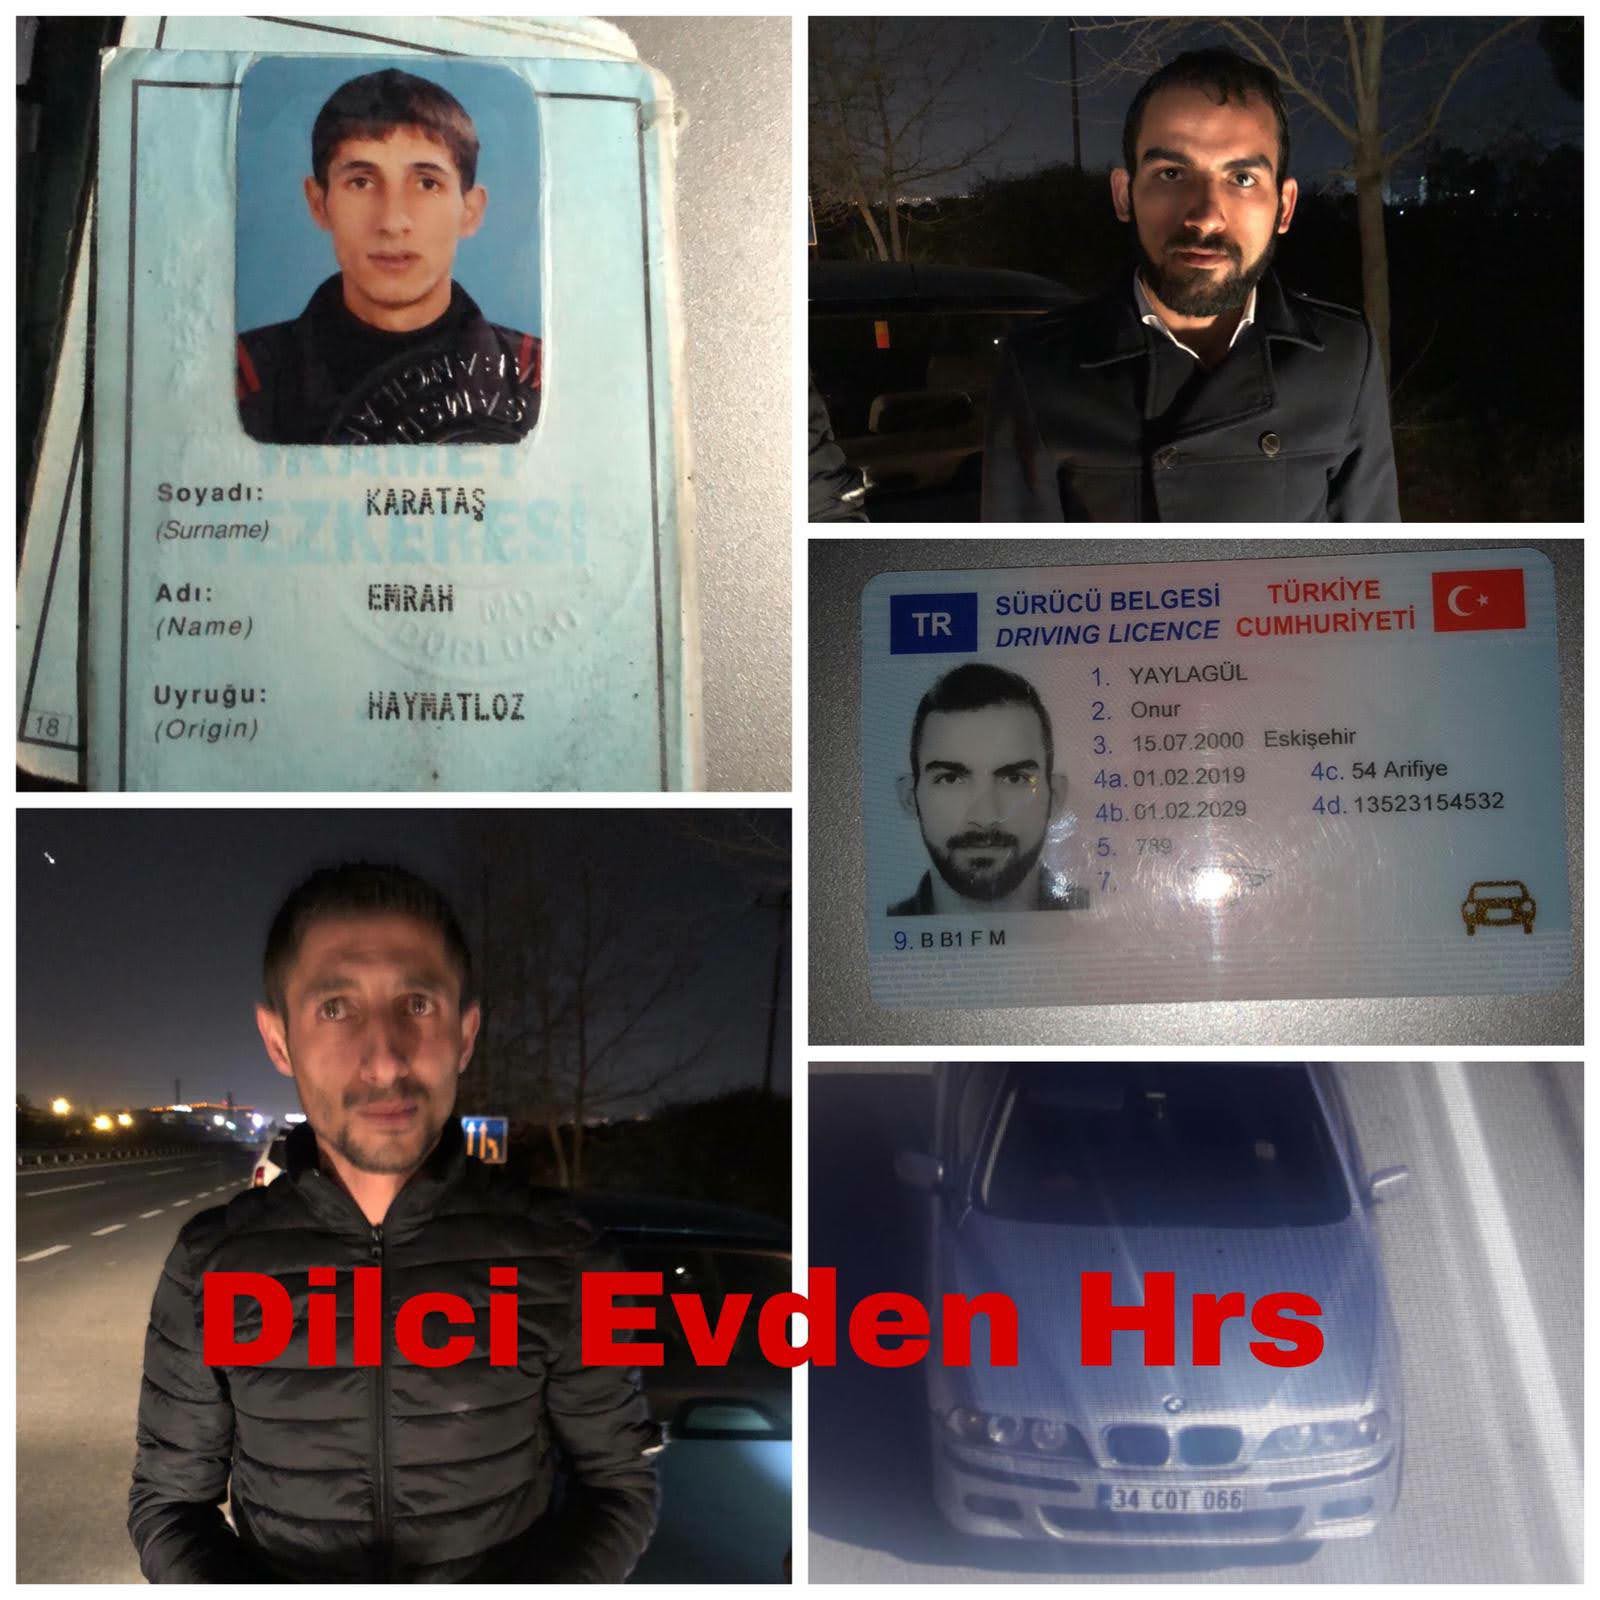 Soyadı: KARATAŞ
(Surname)
Adı: EMRAH
(Name)
Uyruğu: HAYMATLOZ
(Origin)
18
TR
SÜRÜCÜ BELGESİ
DRIVING LICENCE
TÜRKİYE
CUMHURİYETİ
1. YAYLAGÜL
2. Onur
3. 15.07.2000 Eskişehir
4a. 01.02.2019 4c. 54 Arifiye
4b. 01.02.2029 4d. 13523154532
5. 789
7.
9. B B1 F M
Dilci Evden Hrs
34 COT 066